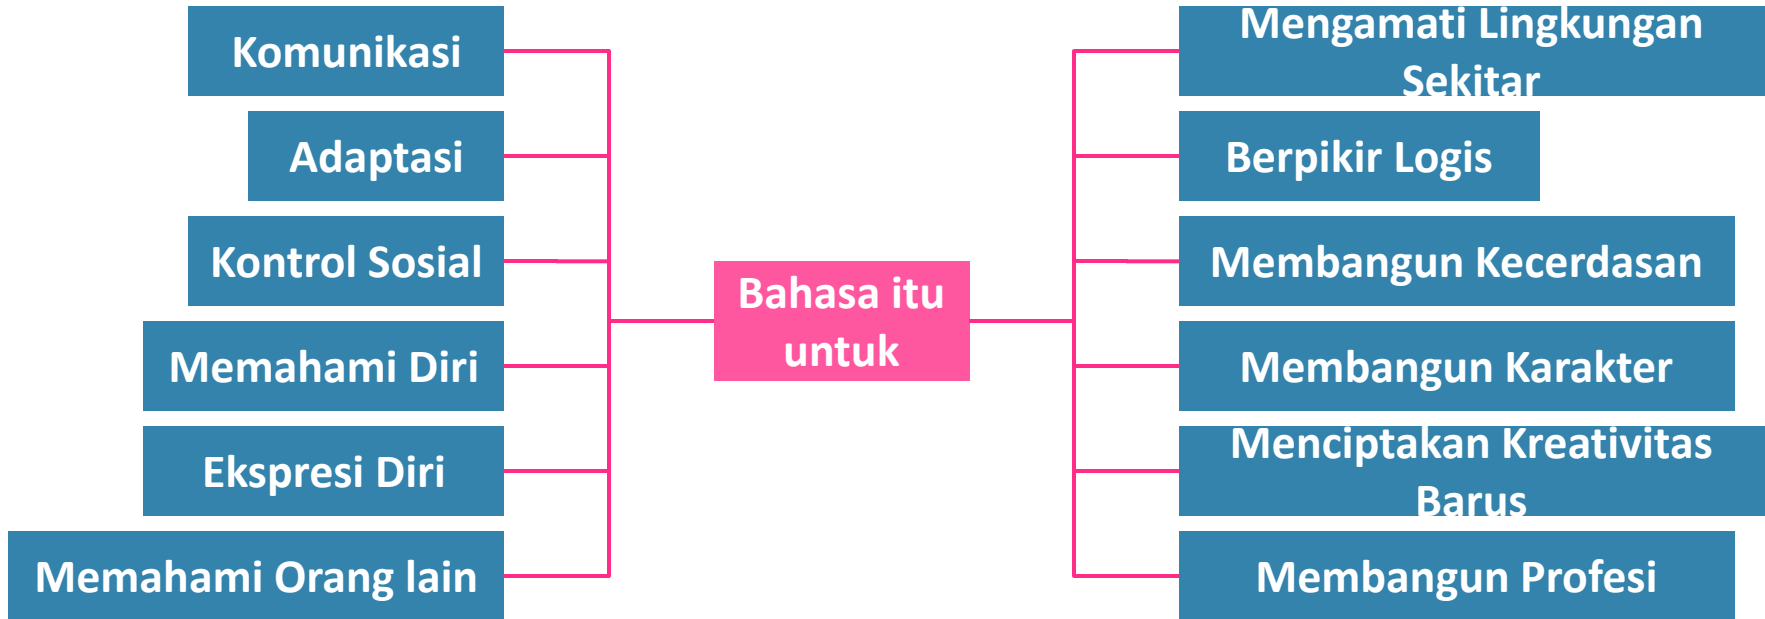 Komunikasi
Adaptasi
Kontrol Sosial
Memahami Diri
Ekspresi Diri
Memahami Orang lain
Bahasa itu
untuk
Mengamati Lingkungan
Sekitar
Berpikir Logis
Membangun Kecerdasan
Membangun Karakter
Menciptakan Kreativitas
Barus
Membangun Profesi